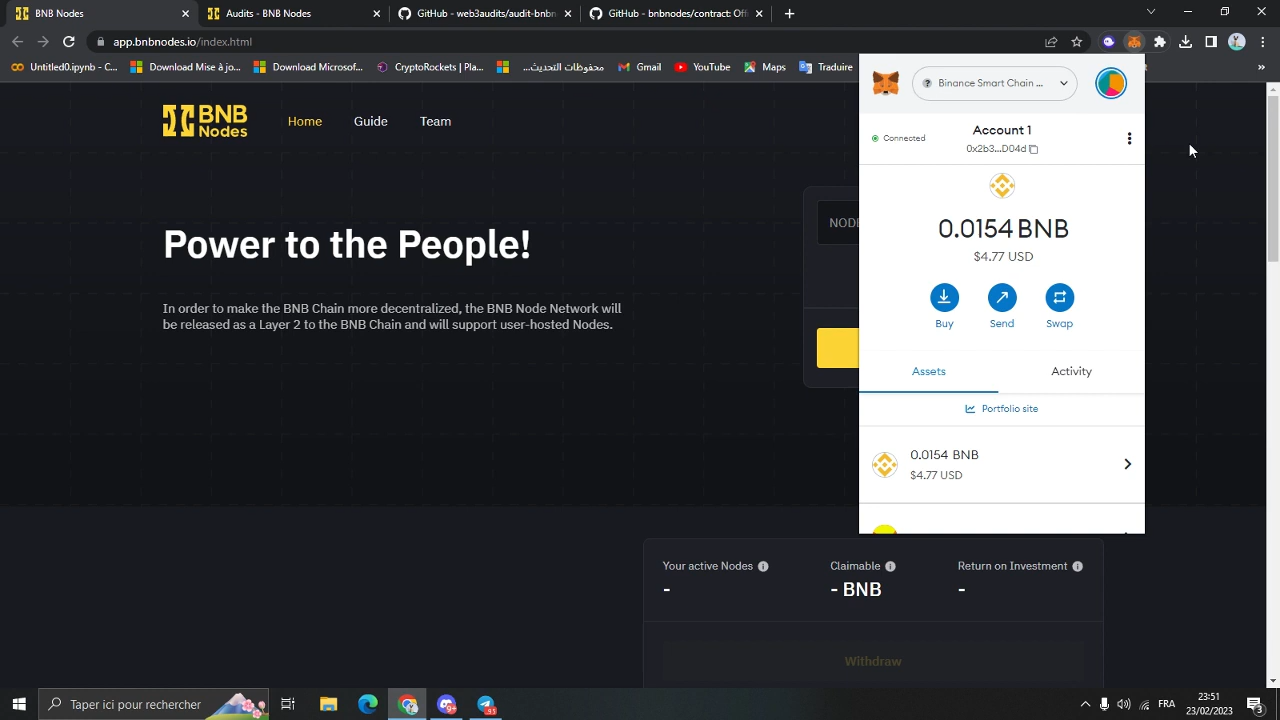 BNB Nodes
Audits - BNB Nodes
GitHub - web3audits/audit-bnbn
GitHub - bnbnodes/contract: Offi
app.bnbnodes.io/index.html
Untitled0.ipynb - C...
Download Mise à jo...
Download Microsof...
CryptoRockets | Pla...
محفوظات التحديث...
Gmail
YouTube
Maps
Traduire
BNB
Nodes
Home
Guide
Team
Binance Smart Chain ...
Connected
Account 1
0x2b3...D04d
0.0154 BNB
$4.77 USD
Buy
Send
Swap
Assets
Activity
Portfolio site
0.0154 BNB
$4.77 USD
NODE
Power to the People!
In order to make the BNB Chain more decentralized, the BNB Node Network will
be released as a Layer 2 to the BNB Chain and will support user-hosted Nodes.
Your active Nodes
Claimable
Return on Investment
-
- BNB
-
Withdraw
Taper ici pour rechercher
FRA
23:51
23/02/2023